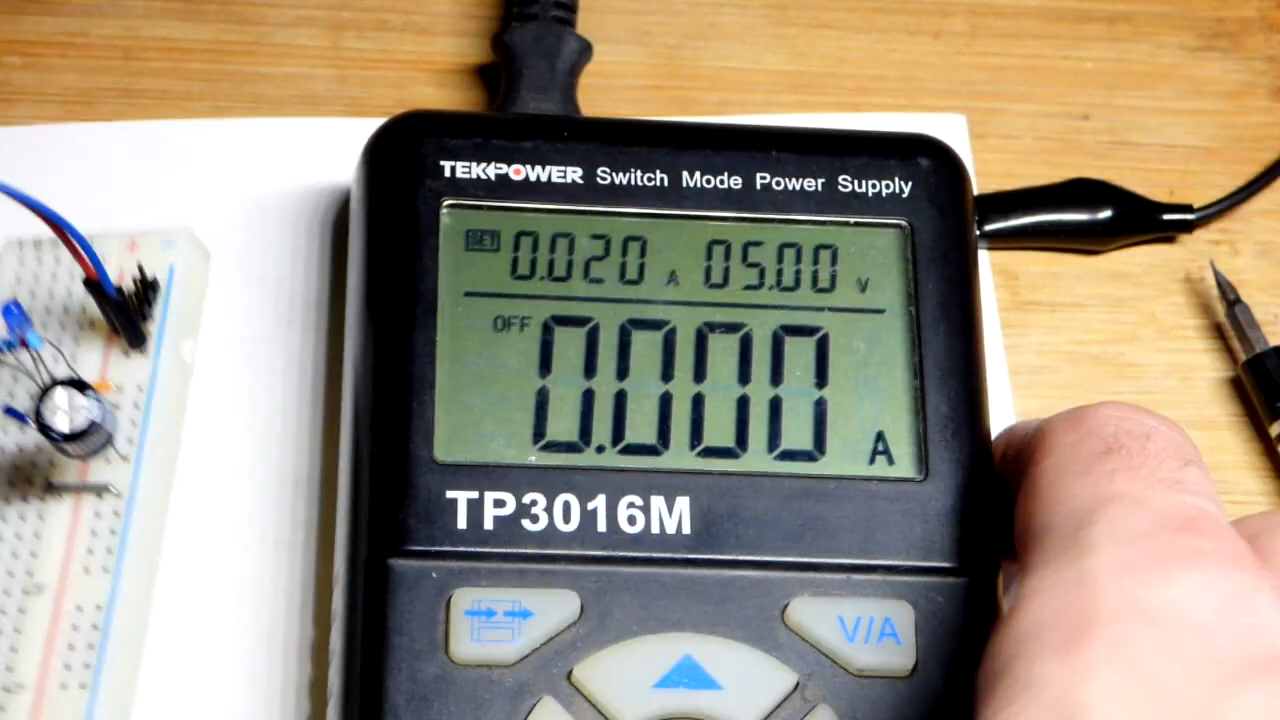 TEKPOWER Switch Mode Power Supply
SET 0.020 A 05.00 V
OFF 0.000 A
TP3016M
V/A